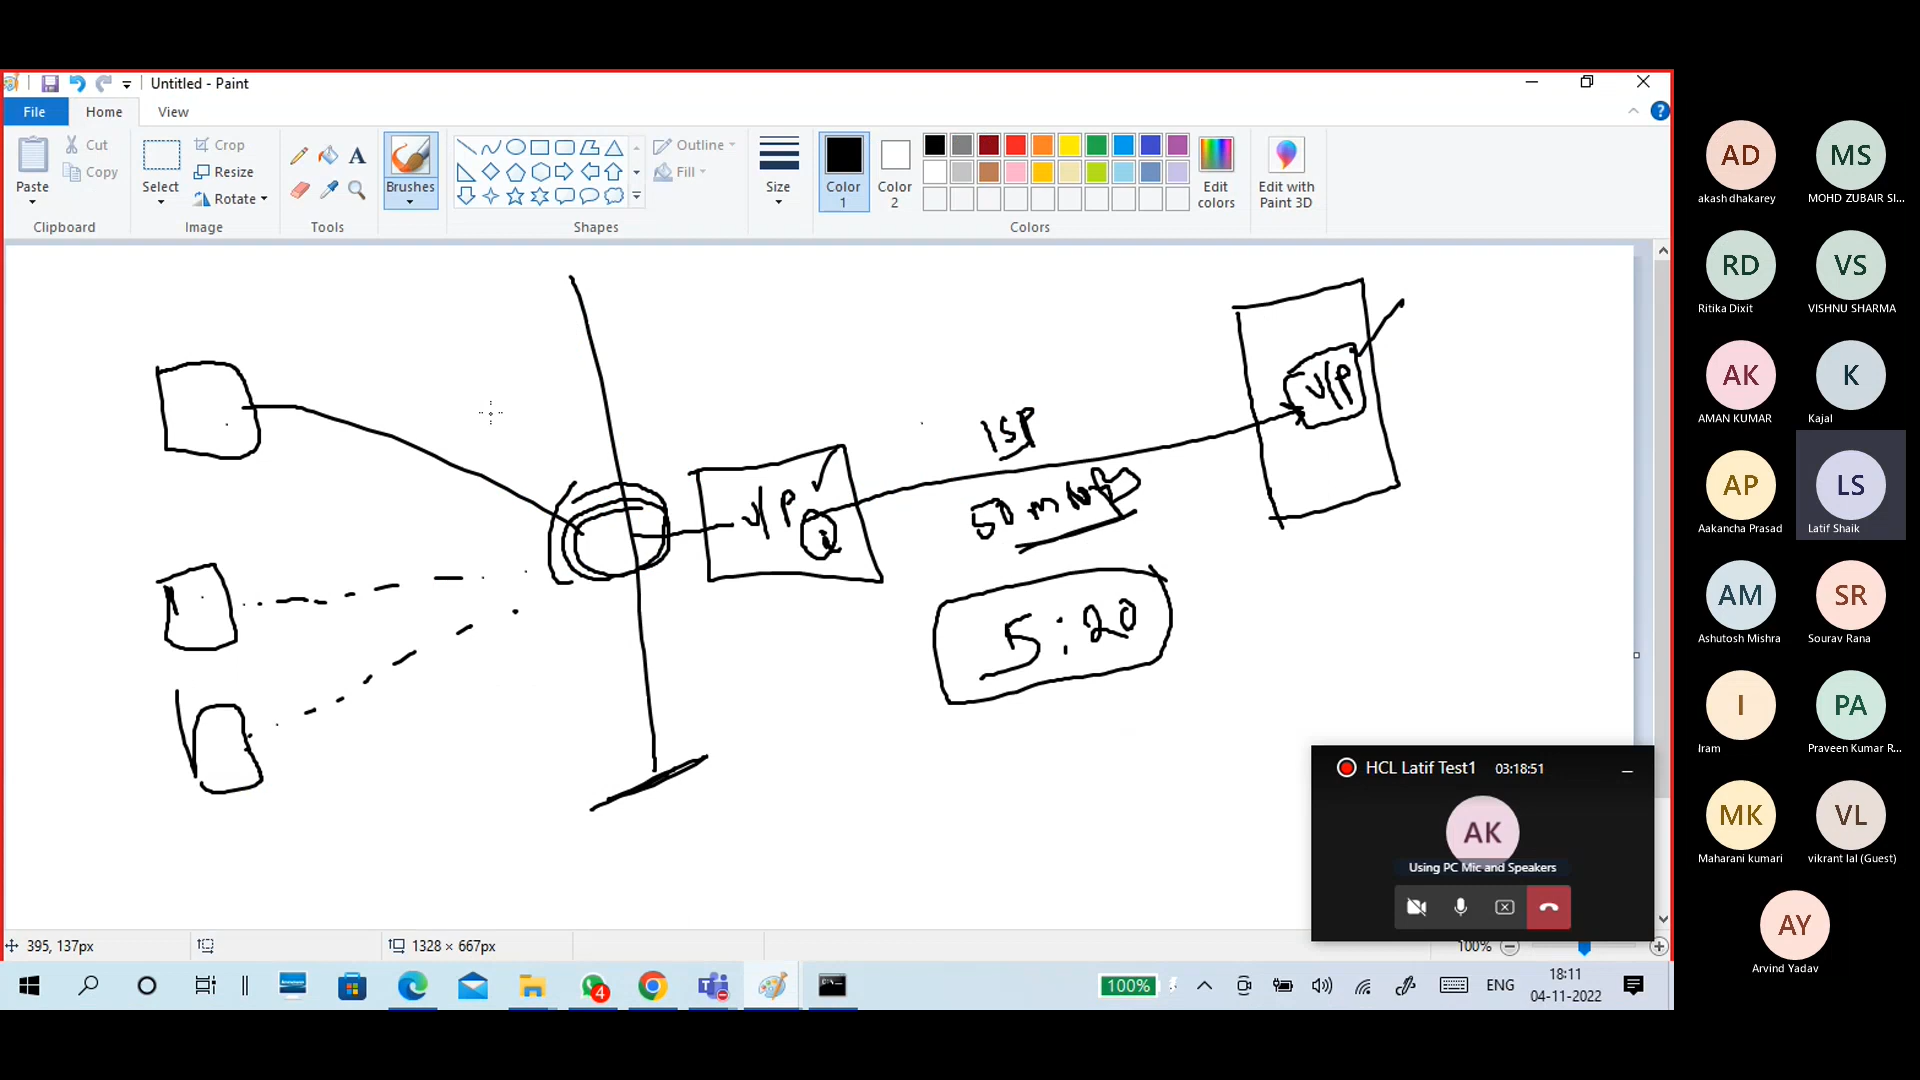 Untitled - Paint
File Home View
Paste
Cut
Copy
Clipboard
Select
Crop
Resize
Rotate
Image
Tools
Brushes
Outline
Fill
Shapes
Size
Color 1
Color 2
Edit colors
Edit with Paint 3D
Colors
ISP
V/P
V/P
50 m
5:20
HCL Latif Test1 03:18:51
AK
Using PC Mic and Speakers
395, 137px
1328 × 667px
100%
100%
ENG
18:11
04-11-2022
4
AD
akash dhakarey
MS
MOHD ZUBAIR SI...
RD
Ritika Dixit
VS
VISHNU SHARMA
AK
AMAN KUMAR
K
Kajal
AP
Aakancha Prasad
LS
Latif Shaik
AM
Ashutosh Mishra
SR
Sourav Rana
I
Iram
PA
Praveen Kumar R...
MK
Maharani kumari
VL
vikrant lal (Guest)
AY
Arvind Yadav